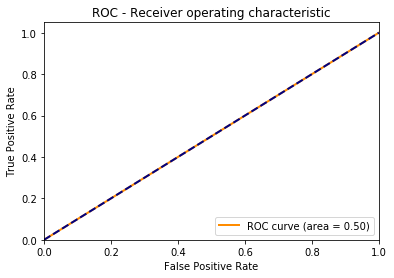 ROC - Receiver operating characteristic
1.0
0.8
0.6
0.4
0.2
0.0
True Positive Rate
ROC curve (area = 0.50)
0.0 0.2 0.4 0.6 0.8 1.0
False Positive Rate